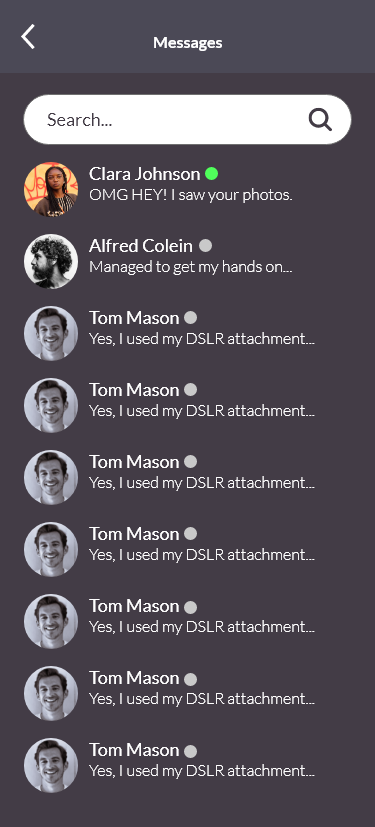 Messages
Search...
Clara Johnson
OMG HEY! I saw your photos.
Alfred Colein
Managed to get my hands on...
Tom Mason
Yes, I used my DSLR attachment...
Tom Mason
Yes, I used my DSLR attachment...
Tom Mason
Yes, I used my DSLR attachment...
Tom Mason
Yes, I used my DSLR attachment...
Tom Mason
Yes, I used my DSLR attachment...
Tom Mason
Yes, I used my DSLR attachment...
Tom Mason
Yes, I used my DSLR attachment...